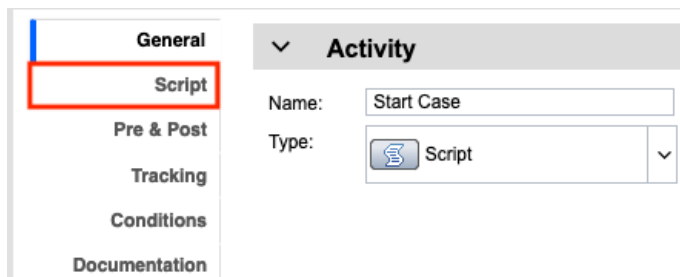 General
Script
Pre & Post
Tracking
Conditions
Documentation
Activity
Name: Start Case
Type: Script